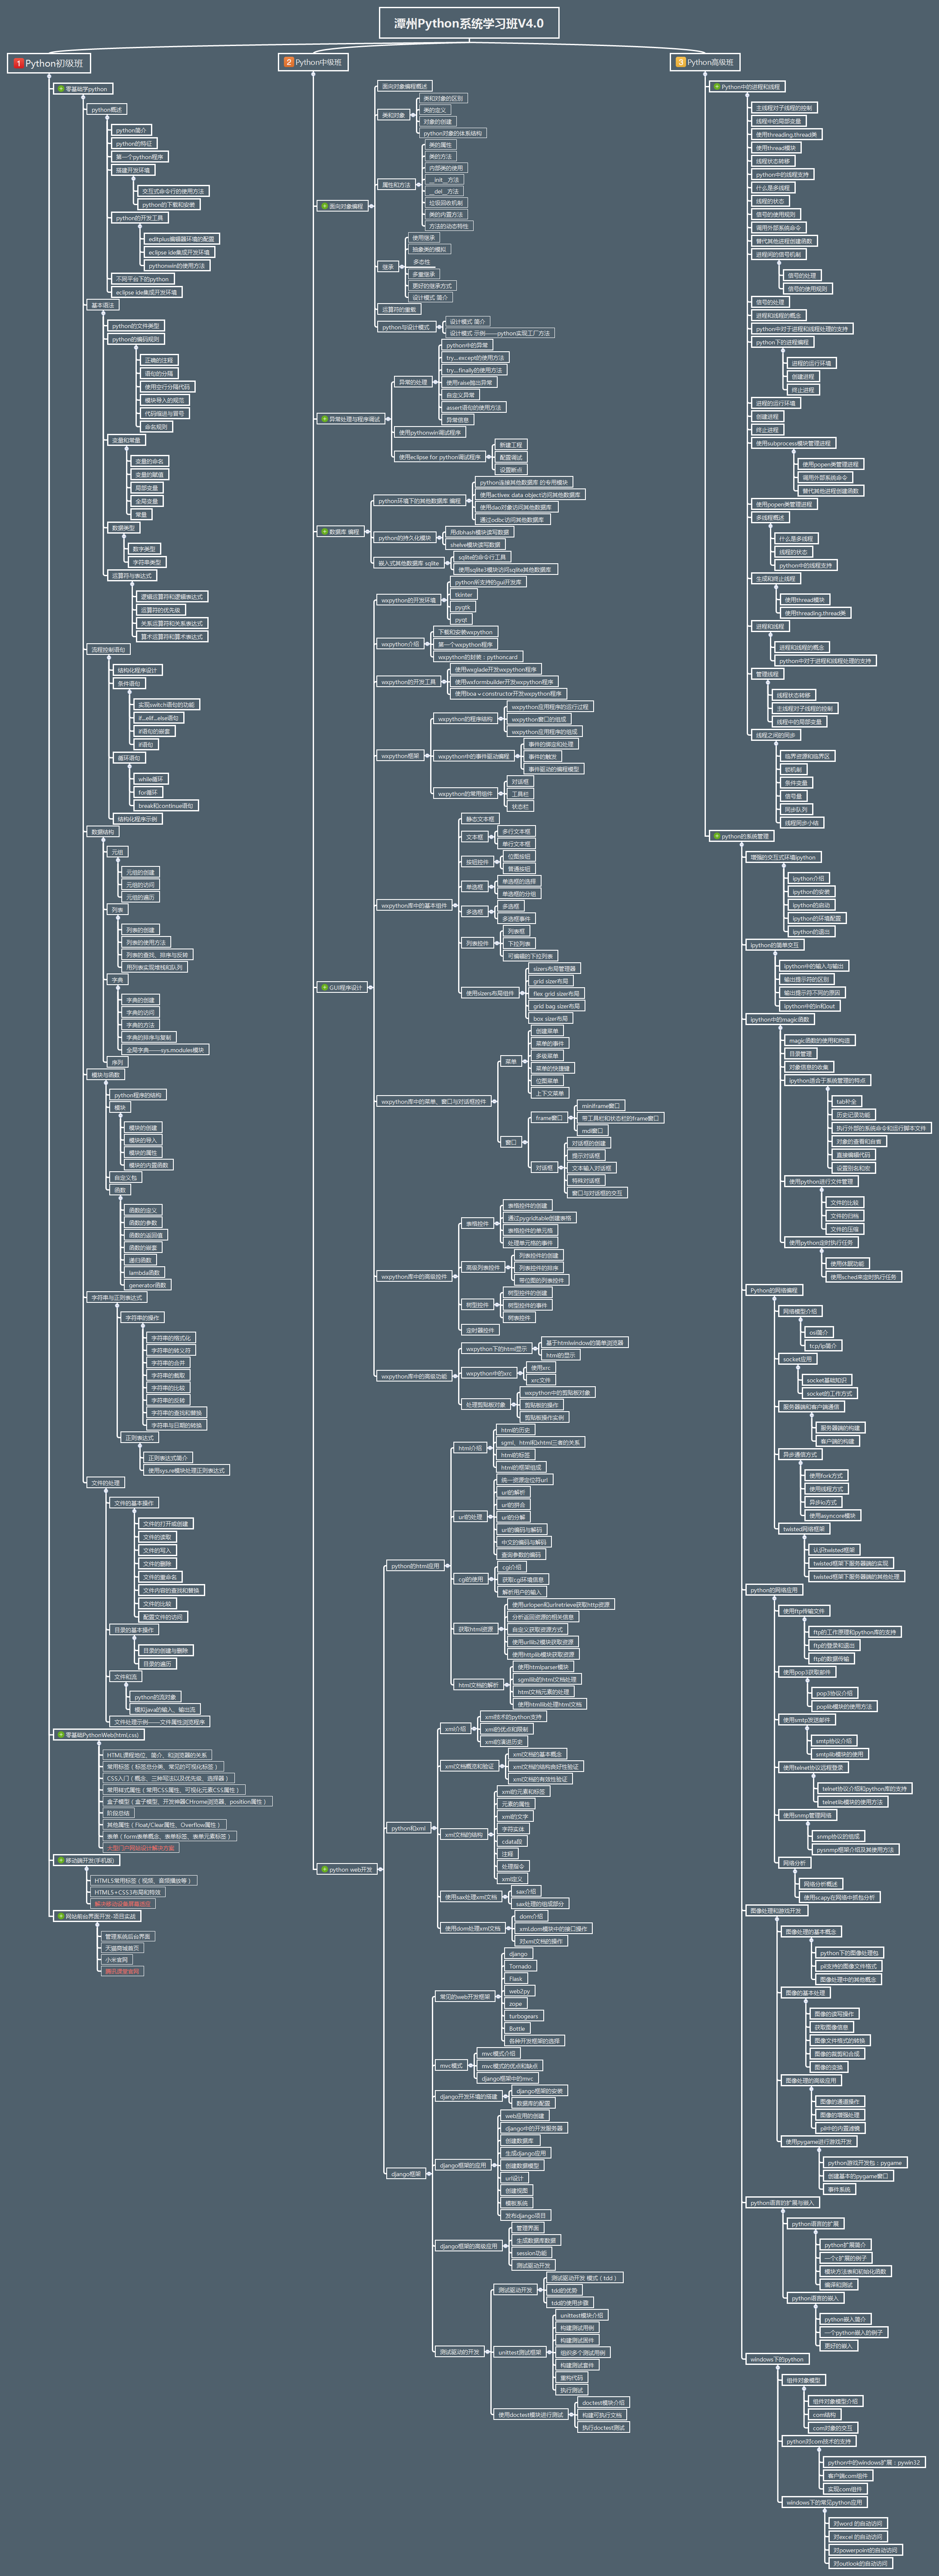 潭州Python系统学习班V4.0
1 Python初级班
零基础学python
python概述
python简介
python的特征
第一个python程序
搭建开发环境
交互式命令行的使用方法
python的下载和安装
python的开发工具
editplus编辑器环境的配置
eclipse ide集成开发环境
pythonwin的使用方法
不同平台下的python
eclipse ide集成开发环境
基本语法
python的文件类型
python的编码规则
正确的注释
语句的分隔
使用空行分隔代码
模块导入的规范
代码缩进与冒号
命名规则
变量和常量
变量的命名
变量的赋值
局部变量
全局变量
常量
数据类型
数字类型
字符串类型
运算符与表达式
逻辑运算符和逻辑表达式
运算符的优先级
关系运算符和关系表达式
算术运算符和算术表达式
流程控制语句
结构化程序设计
条件语句
实现switch语句的功能
if...elif...else语句
if语句的嵌套
if语句
循环语句
while循环
for循环
break和continue语句
结构化程序示例
数据结构
元组
元组的创建
元组的访问
元组的遍历
列表
列表的创建
列表的使用方法
列表的查找、排序与反转
用列表实现堆栈和队列
字典
字典的创建
字典的访问
字典的方法
字典的排序与复制
全局字典——sys.modules模块
序列
模块与函数
python程序的结构
模块
模块的创建
模块的导入
模块的属性
模块的内置函数
自定义包
函数
函数的定义
函数的参数
函数的返回值
函数的嵌套
递归函数
lambda函数
generator函数
字符串与正则表达式
字符串的操作
字符串的格式化
字符串的转义符
字符串的合并
字符串的截取
字符串的比较
字符串的反转
字符串的查找和替换
字符串与日期的转换
正则表达式
正则表达式简介
使用sys.re模块处理正则表达式
文件的处理
文件的基本操作
文件的打开或创建
文件的读取
文件的写入
文件的删除
文件的重命名
文件内容的查找和替换
文件的比较
配置文件的访问
目录的基本操作
目录的创建与删除
目录的遍历
文件和流
python的流对象
模拟java的输入、输出流
文件处理示例——文件属性浏览程序
零基础PythonWeb(html,css)
HTML课程地位、简介、和浏览器的关系
常用标签（标签总分类、常见的可视化标签）
CSS入门（概念、三种写法以及优先级、选择器）
常用样式属性（常用CSS属性、可视化元素CSS属性）
盒子模型（盒子模型、开发神器CHrome浏览器、position属性）
阶段总结
其他属性（Float/Clear属性、Overflow属性）
表单（form表单概念、表单标签、表单元素标签）
大型门户网站设计解决方案
移动端开发(手机版)
HTML5常用标签（视频、音频播放等）
HTML5+CSS3布局和特效
网站前台界面开发-项目实战
管理系统后台界面
天猫商城首页
小米官网
腾讯课堂官网
2 Python中级班
面向对象编程
面向对象编程概述
类和对象
类和对象的区别
类的定义
对象的创建
python对象的体系结构
属性和方法
类的属性
类的方法
内部类的使用
__init__方法
__del__方法
垃圾回收机制
类的内置方法
方法的动态特性
继承
使用继承
抽象类的模拟
多态性
多重继承
更好的继承方式
设计模式 简介
运算符的重载
python与设计模式
设计模式 简介
设计模式 示例——python实现工厂方法
异常处理与程序调试
异常的处理
python中的异常
try...except的使用方法
try...finally的使用方法
使用raise抛出异常
自定义异常
assert语句的使用方法
异常信息
使用pythonwin调试程序
使用eclipse for python调试程序
新建工程
配置调试
设置断点
数据库 编程
python环境下的其他数据库 编程
python连接其他数据库 的专用模块
使用activex data object访问其他数据库
使用dao对象访问其他数据库
通过odbc访问其他数据库
python的持久化模块
用dbhash模块读写数据
shelve模块读写数据
嵌入式其他数据库 sqlite
sqlite的命令行工具
使用sqlite3模块访问sqlite其他数据库
GUI程序设计
wxpython的开发环境
python所支持的gui开发库
tkinter
pygtk
pyqt
wxpython介绍
下载和安装wxpython
第一个wxpython程序
wxpython的封装：pythoncard
wxpython的开发工具
使用wxglade开发wxpython程序
使用wxformbuilder开发wxpython程序
使用boa－constructor开发wxpython程序
wxpython框架
wxpython的程序结构
wxpython应用程序的运行过程
wxpython窗口的组成
wxpython应用程序的组成
wxpython中的事件驱动编程
事件的绑定和处理
事件的触发
事件驱动的编程模型
wxpython的常用组件
对话框
工具栏
状态栏
wxpython库中的基本组件
静态文本框
文本框
多行文本框
单行文本框
按钮控件
位图按钮
普通按钮
单选框
单选框的选择
单选框的分组
多选框
多选框
多选框事件
列表控件
列表框
下拉列表
可编辑的下拉列表
使用sizers布局组件
sizers布局管理器
grid sizer布局
flex grid sizer布局
grid bag sizer布局
box sizer布局
wxpython库中的菜单、窗口与对话框控件
菜单
创建菜单
菜单的事件
多级菜单
菜单的快捷键
位图菜单
上下文菜单
窗口
frame窗口
miniframe窗口
带工具栏和状态栏的frame窗口
mdi窗口
对话框
对话框的创建
提示对话框
文本输入对话框
特殊对话框
窗口与对话框的交互
wxpython库中的高级控件
表格控件
表格控件的创建
通过pygridtable创建表格
表格控件的单元格
处理单元格的事件
高级列表控件
列表控件的创建
列表控件的排序
带位图的列表控件
树型控件
树型控件的创建
树型控件的事件
树表控件
定时器控件
wxpython库中的高级功能
wxpython下的html显示
基于htmlwindow的简单浏览器
html的显示
wxpython中的xrc
使用xrc
xrc文件
处理剪贴板对象
wxpython中的剪贴板对象
剪贴板的操作
剪贴板操作实例
python web开发
python的html应用
html介绍
html的历史
sgml、html和xhtml三者的关系
html的标签
html的框架组成
url的处理
统一资源定位符url
url的解析
url的拼合
url的分解
url的编码与解码
中文的编码与解码
查询参数的编码
cgi的使用
cgi介绍
获取cgi环境信息
解析用户的输入
获取html资源
使用urlopen和urlretrieve获取http资源
分析返回资源的相关信息
自定义获取资源方式
使用urllib2模块获取资源
使用httplib模块获取资源
html文档的解析
使用htmlparser模块
sgmllib的html文档处理
html文档元素的处理
使用htmllib处理html文档
python和xml
xml介绍
xml技术的python支持
xml的优点和限制
xml的演进历史
xml文档概览和验证
xml文档的基本概念
xml文档的结构良好性验证
xml文档的有效性验证
xml文档的结构
xml的元素和标签
元素的属性
xml的文字
字符实体
cdata段
注释
处理指令
xml定义
使用sax处理xml文档
sax介绍
sax处理的组成部分
使用dom处理xml文档
dom介绍
xml.dom模块中的接口操作
对xml文档的操作
django框架
常见的web开发框架
django
Tornado
Flask
web2py
zope
turbogears
Bottle
各种开发框架的选择
mvc模式
mvc模式介绍
mvc模式的优点和缺点
django框架中的mvc
django开发环境的搭建
django框架的安装
数据库的配置
django框架的应用
web应用的创建
django中的开发服务器
创建数据库
生成django应用
创建数据模型
url设计
创建视图
模板系统
发布django项目
django框架的高级应用
管理界面
生成数据库数据
session功能
测试驱动开发
测试驱动的开发
测试驱动开发
测试驱动开发 模式（tdd）
tdd的优势
tdd的使用步骤
unittest测试框架
unittest模块介绍
构建测试用例
构建测试固件
组织多个测试用例
构建测试套件
重构代码
执行测试
使用doctest模块进行测试
doctest模块介绍
构建可执行文档
执行doctest测试
3 Python高级班
Python中的进程和线程
主线程对子线程的控制
线程中的局部变量
使用threading.thread类
使用thread模块
线程状态转移
python中的线程支持
什么是多线程
线程的状态
信号的使用规则
调用外部系统命令
替代其他进程创建函数
进程间的信号机制
信号的处理
信号的使用规则
信号的处理
进程和线程的概念
python中对于进程和线程处理的支持
python下的进程编程
进程的运行环境
创建进程
终止进程
进程的运行环境
创建进程
终止进程
使用subprocess模块管理进程
使用popen类管理进程
调用外部系统命令
替代其他进程创建函数
使用popen类管理进程
多线程概述
什么是多线程
线程的状态
python中的线程支持
生成和终止线程
使用thread模块
使用threading.thread类
进程和线程
进程和线程的概念
python中对于进程和线程处理的支持
管理线程
线程状态转移
主线程对子线程的控制
线程中的局部变量
线程之间的同步
临界资源和临界区
锁机制
条件变量
信号量
同步队列
线程同步小结
python的系统管理
增强的交互式环境ipython
ipython介绍
ipython的安装
ipython的启动
ipython的环境配置
ipython的退出
ipython的简单交互
ipython中的输入与输出
输出提示符的区别
输出提示符不同的原因
ipython中的in和out
ipython中的magic函数
magic函数的使用和构造
目录管理
对象信息的收集
ipython适合于系统管理的特点
tab补全
历史记录功能
执行外部的系统命令和运行脚本文件
对象的查看和自省
直接编辑代码
设置别名和宏
使用python进行文件管理
文件的比较
文件的归档
文件的压缩
使用python定时执行任务
使用休眠功能
使用sched来定时执行任务
Python的网络编程
网络模型介绍
osi简介
tcp/ip简介
socket应用
socket基础知识
socket的工作方式
服务器端和客户端通信
服务器端的构建
客户端的构建
异步通信方式
使用fork方式
使用线程方式
异步io方式
使用asyncore模块
twisted网络框架
认识twisted框架
twisted框架下服务器端的实现
twisted框架下服务器端的其他处理
python的网络应用
使用ftp传输文件
ftp的工作原理和python库的支持
ftp的登录和退出
ftp的数据传输
使用pop3获取邮件
pop3协议介绍
poplib模块的使用方法
使用smtp发送邮件
smtp协议介绍
smtplib模块的使用
使用telnet协议远程登录
telnet协议介绍和python库的支持
telnetlib模块的使用方法
使用snmp管理网络
snmp协议的组成
pysnmp框架介绍及其使用方法
网络分析
网络分析概述
使用scapy在网络中抓包分析
图像处理和游戏开发
图像处理的基本概念
python下的图像处理包
pil支持的图像文件格式
图像处理中的其他概念
图像的基本处理
图像的读写操作
获取图像信息
图像文件格式的转换
图像的裁剪和合成
图像的变换
图像处理的高级应用
图像的通道操作
图像的增强处理
pil中的内置滤镜
使用pygame进行游戏开发
python游戏开发包：pygame
创建基本的pygame窗口
事件系统
python语言的扩展与嵌入
python语言的扩展
python扩展简介
一个c扩展的例子
模块方法表和初始化函数
编译和测试
python语言的嵌入
python嵌入简介
一个python嵌入的例子
更好的嵌入
windows下的python
组件对象模型
组件对象模型介绍
com结构
com对象的交互
python对com技术的支持
python中的windows扩展：pywin32
客户端com组件
实现com组件
windows下的常见python应用
对word 的自动访问
对excel 的自动访问
对powerpoint的自动访问
对outlook的自动访问